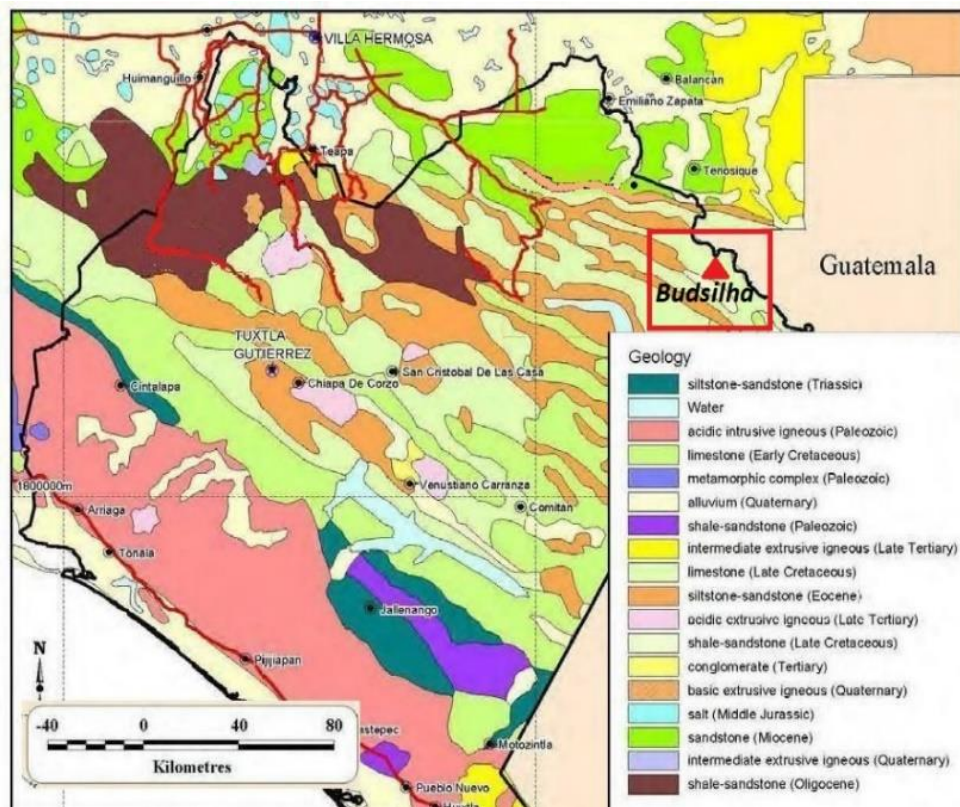 VILLA HERMOSA
Huimanguillo
Balancan
Emiliano Zapata
Teapa
Tenosique
Guatemala
Budsilha
TUXTLA
GUTIERREZ
Cintalapa
Chiapa De Corzo
San Cristobal De Las Casa
1800000m
Venustiano Carranza
Comitan
Arriaga
Tonala
Jaltenango
Pijijiapan
N
-40 0 40 80
Kilometres
astepec
Motozintla
Pueblo Nuevo
Geology
siltstone-sandstone (Triassic)
Water
acidic intrusive igneous (Paleozoic)
limestone (Early Cretaceous)
metamorphic complex (Paleozoic)
alluvium (Quaternary)
shale-sandstone (Paleozoic)
intermediate extrusive igneous (Late Tertiary)
limestone (Late Cretaceous)
siltstone-sandstone (Eocene)
acidic extrusive igneous (Late Tertiary)
shale-sandstone (Late Cretaceous)
conglomerate (Tertiary)
basic extrusive igneous (Quaternary)
salt (Middle Jurassic)
sandstone (Miocene)
intermediate extrusive igneous (Quaternary)
shale-sandstone (Oligocene)